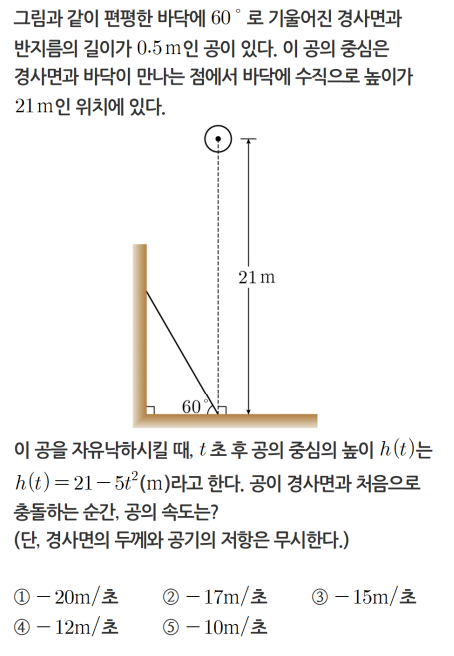 그림과 같이 편평한 바닥에 60°로 기울어진 경사면과
반지름의 길이가 0.5m인 공이 있다. 이 공의 중심은
경사면과 바닥이 만나는 점에서 바닥에 수직으로 높이가
21m인 위치에 있다.
21m
60°
이 공을 자유낙하시킬 때, t초 후 공의 중심의 높이 h(t)는
h(t)=21-5t²(m)라고 한다. 공이 경사면과 처음으로
충돌하는 순간, 공의 속도는?
(단, 경사면의 두께와 공기의 저항은 무시한다.)
① -20m/초 ② -17m/초 ③ -15m/초
④ -12m/초 ⑤ -10m/초